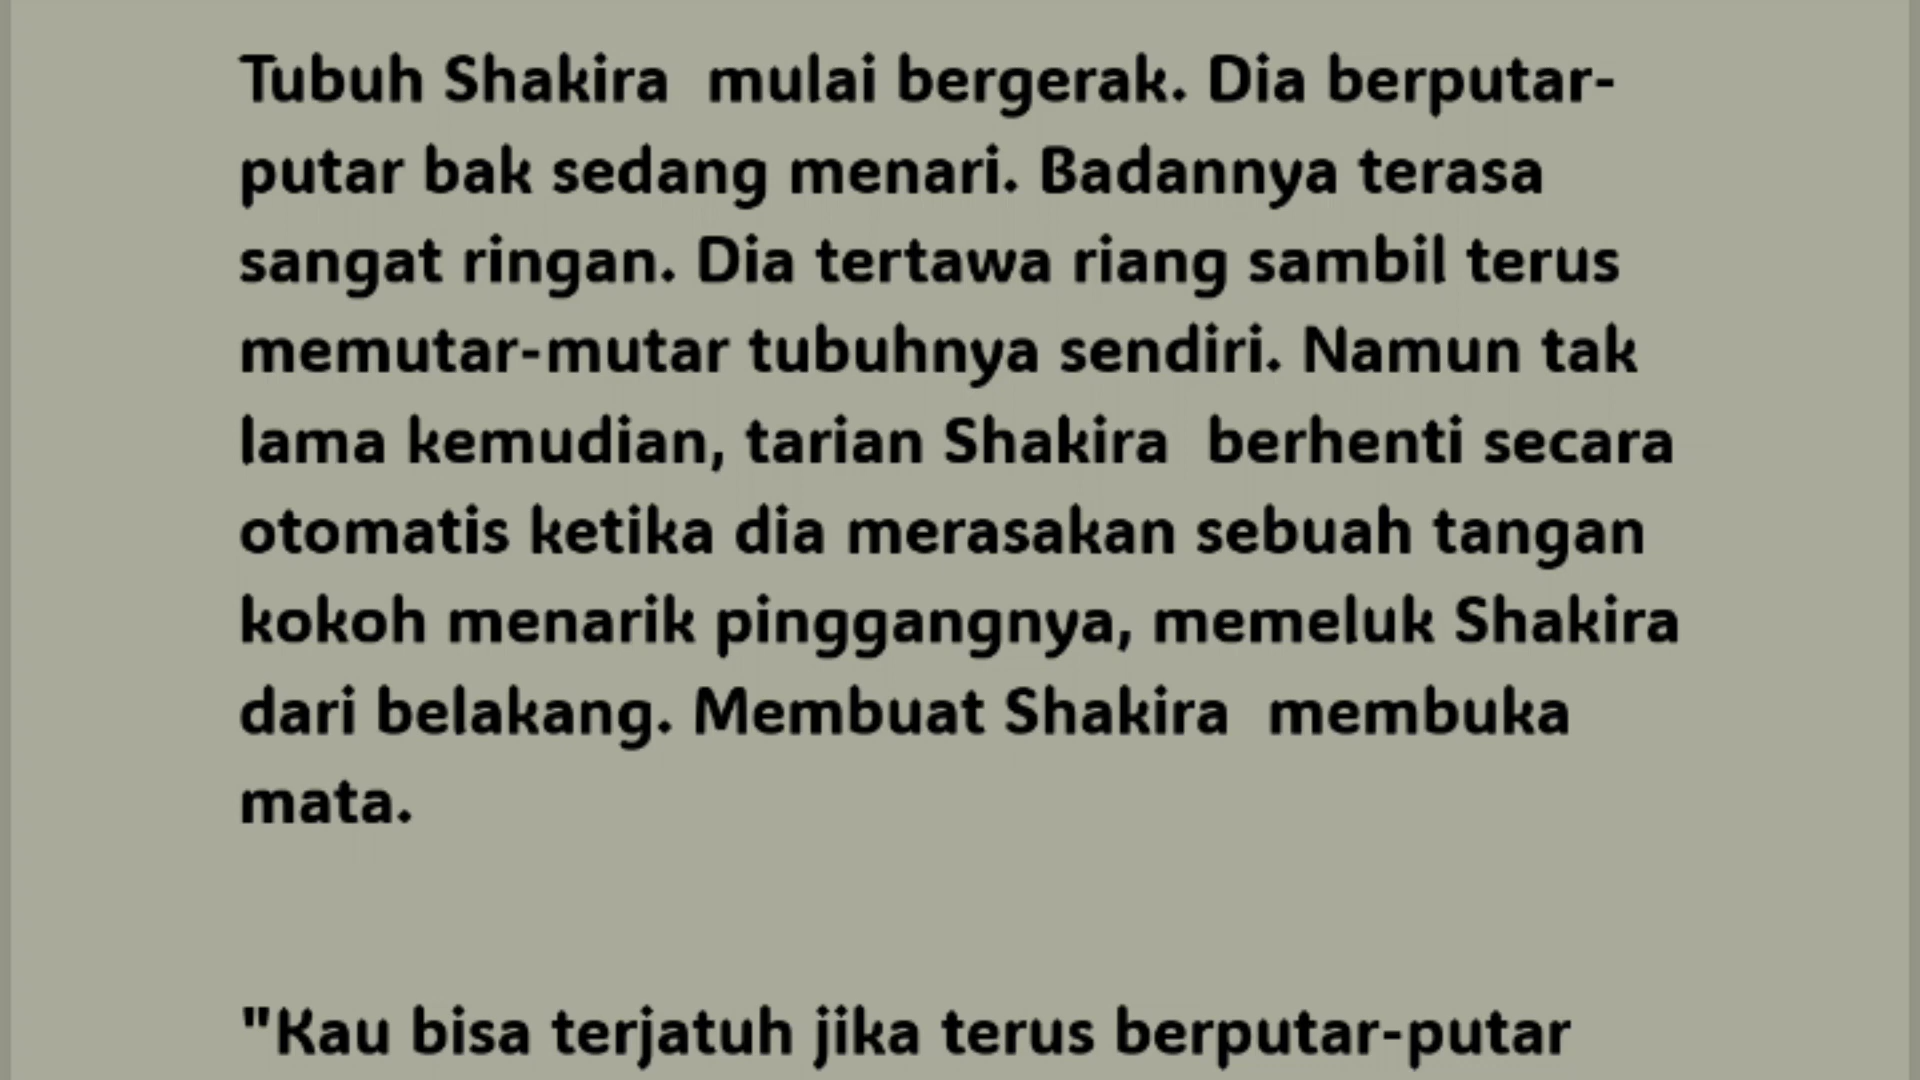 Tubuh Shakira  mulai bergerak. Dia berputar-
putar bak sedang menari. Badannya terasa
sangat ringan. Dia tertawa riang sambil terus
memutar-mutar tubuhnya sendiri. Namun tak
lama kemudian, tarian Shakira  berhenti secara
otomatis ketika dia merasakan sebuah tangan
kokoh menarik pinggangnya, memeluk Shakira
dari belakang. Membuat Shakira  membuka
mata.
"Kau bisa terjatuh jika terus berputar-putar